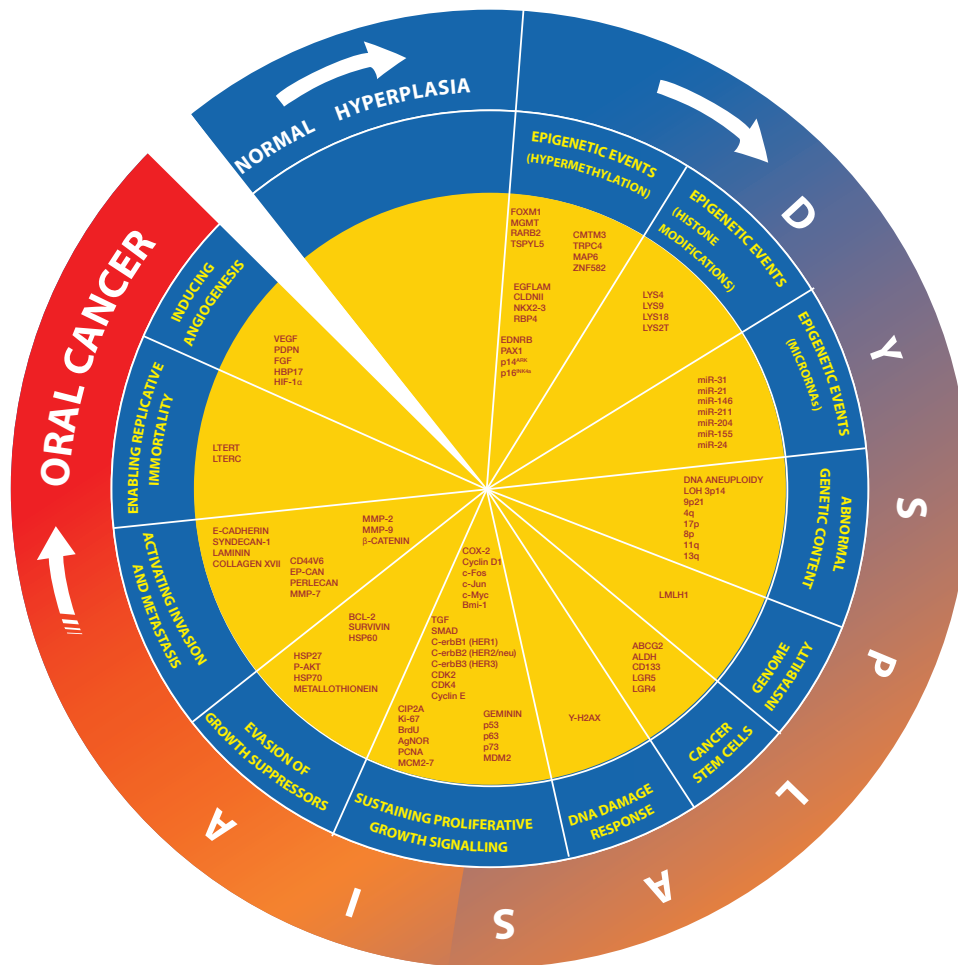 NORMAL HYPERPLASIA
DYSPLASIA
ORAL CANCER
EPIGENETIC EVENTS
(HYPERMETHYLATION)
FOXM1
MGMT
RARB2
TSPYL5
CMTM3
TRPC4
MAP6
ZNF582
EGFLAM
CLDNII
NKX2-3
RBP4
EDNRB
PAX1
p14ARK
p16INK4a
EPIGENETIC EVENTS
(HISTONE
MODIFICATIONS)
LYS4
LYS9
LYS18
LYS2T
EPIGENETIC EVENTS
(MICRORNAs)
miR-31
miR-21
miR-146
miR-211
miR-204
miR-155
miR-24
ABNORMAL
GENETIC CONTENT
DNA ANEUPLOIDY
LOH 3p14
9p21
4q
17p
8p
11q
13q
GENOME
INSTABILITY
LMLH1
CANCER
STEM CELLS
ABCG2
ALDH
CD133
LGR5
LGR4
DNA DAMAGE
RESPONSE
Y-H2AX
SUSTAINING PROLIFERATIVE
GROWTH SIGNALLING
COX-2
Cyclin D1
c-Fos
c-Jun
c-Myc
Bmi-1
TGF
SMAD
C-erbB1 (HER1)
C-erbB2 (HER2/neu)
C-erbB3 (HER3)
CDK2
CDK4
Cyclin E
CIP2A
Ki-67
BrdU
AgNOR
PCNA
MCM2-7
GEMININ
p53
p63
p73
MDM2
EVASION OF
GROWTH SUPPRESSORS
BCL-2
SURVIVIN
HSP60
HSP27
P-AKT
HSP70
METALLOTHIONEIN
ACTIVATING INVASION
AND METASTASIS
MMP-2
MMP-9
β-CATENIN
E-CADHERIN
SYNDECAN-1
LAMININ
COLLAGEN XVII
CD44V6
EP-CAN
PERLECAN
MMP-7
ENABLING REPLICATIVE
IMMORTALITY
LTERT
LTERC
INDUCING
ANGIOGENESIS
VEGF
PDPN
FGF
HBP17
HIF-1α